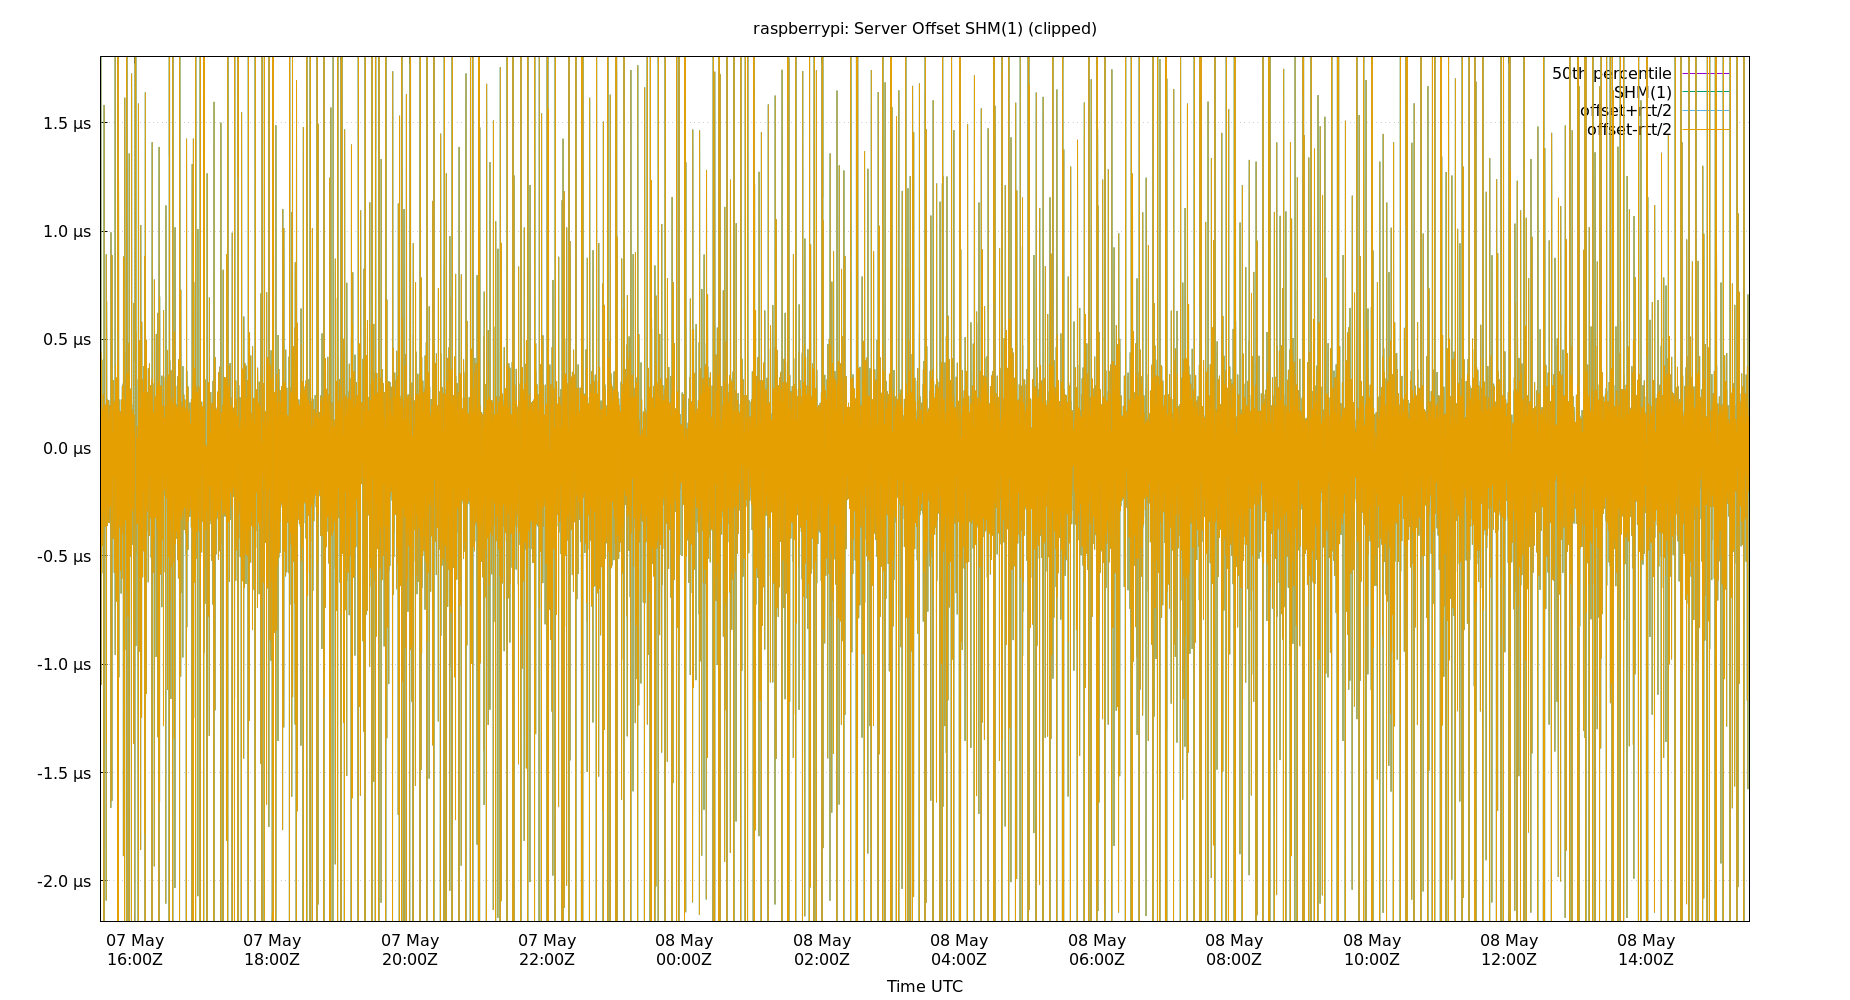 raspberrypi: Server Offset SHM(1) (clipped)
50th percentile
SHM(1)
offset+rtt/2
offset-rtt/2
1.5 µs
1.0 µs
0.5 µs
0.0 µs
-0.5 µs
-1.0 µs
-1.5 µs
-2.0 µs
07 May 07 May 07 May 07 May 08 May 08 May 08 May 08 May 08 May 08 May 08 May 08 May
16:00Z 18:00Z 20:00Z 22:00Z 00:00Z 02:00Z 04:00Z 06:00Z 08:00Z 10:00Z 12:00Z 14:00Z
Time UTC